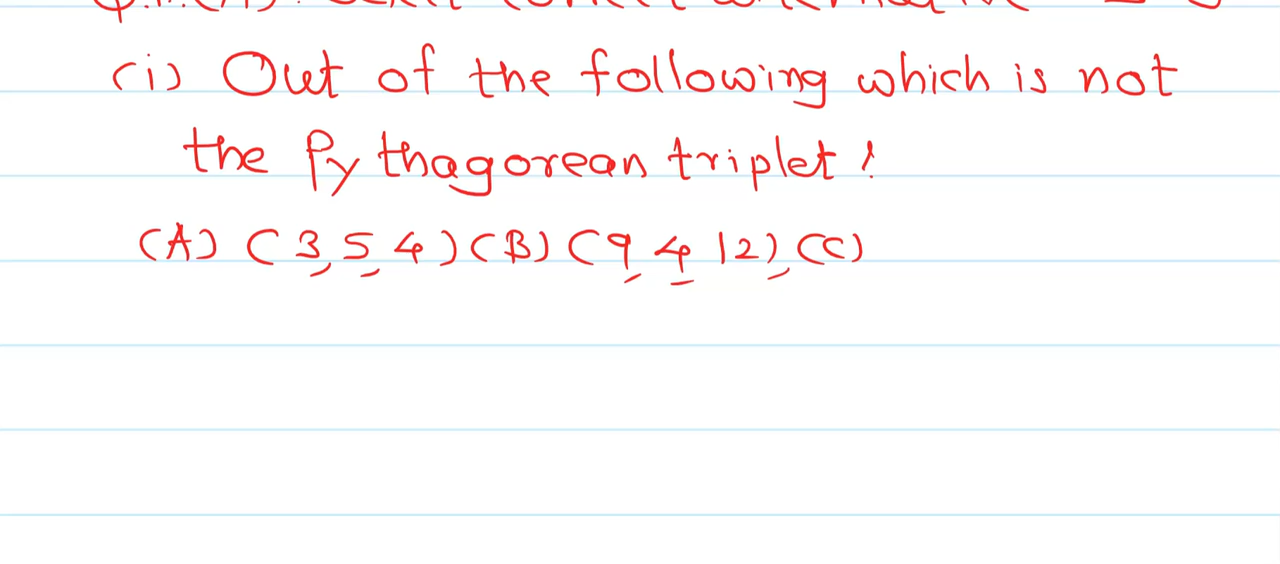 (i) Out of the following which is not
the Pythagorean triplet?
(A) (3, 5, 4) (B) (9, 4, 12), (C)